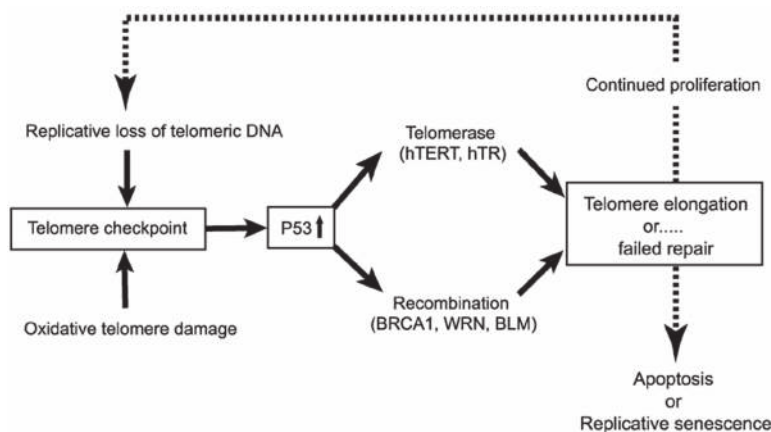 Continued proliferation
Replicative loss of telomeric DNA
Telomerase
(hTERT, hTR)
Telomere checkpoint
P53
Telomere elongation
or.....
failed repair
Recombination
(BRCA1, WRN, BLM)
Oxidative telomere damage
Apoptosis
or
Replicative senescence